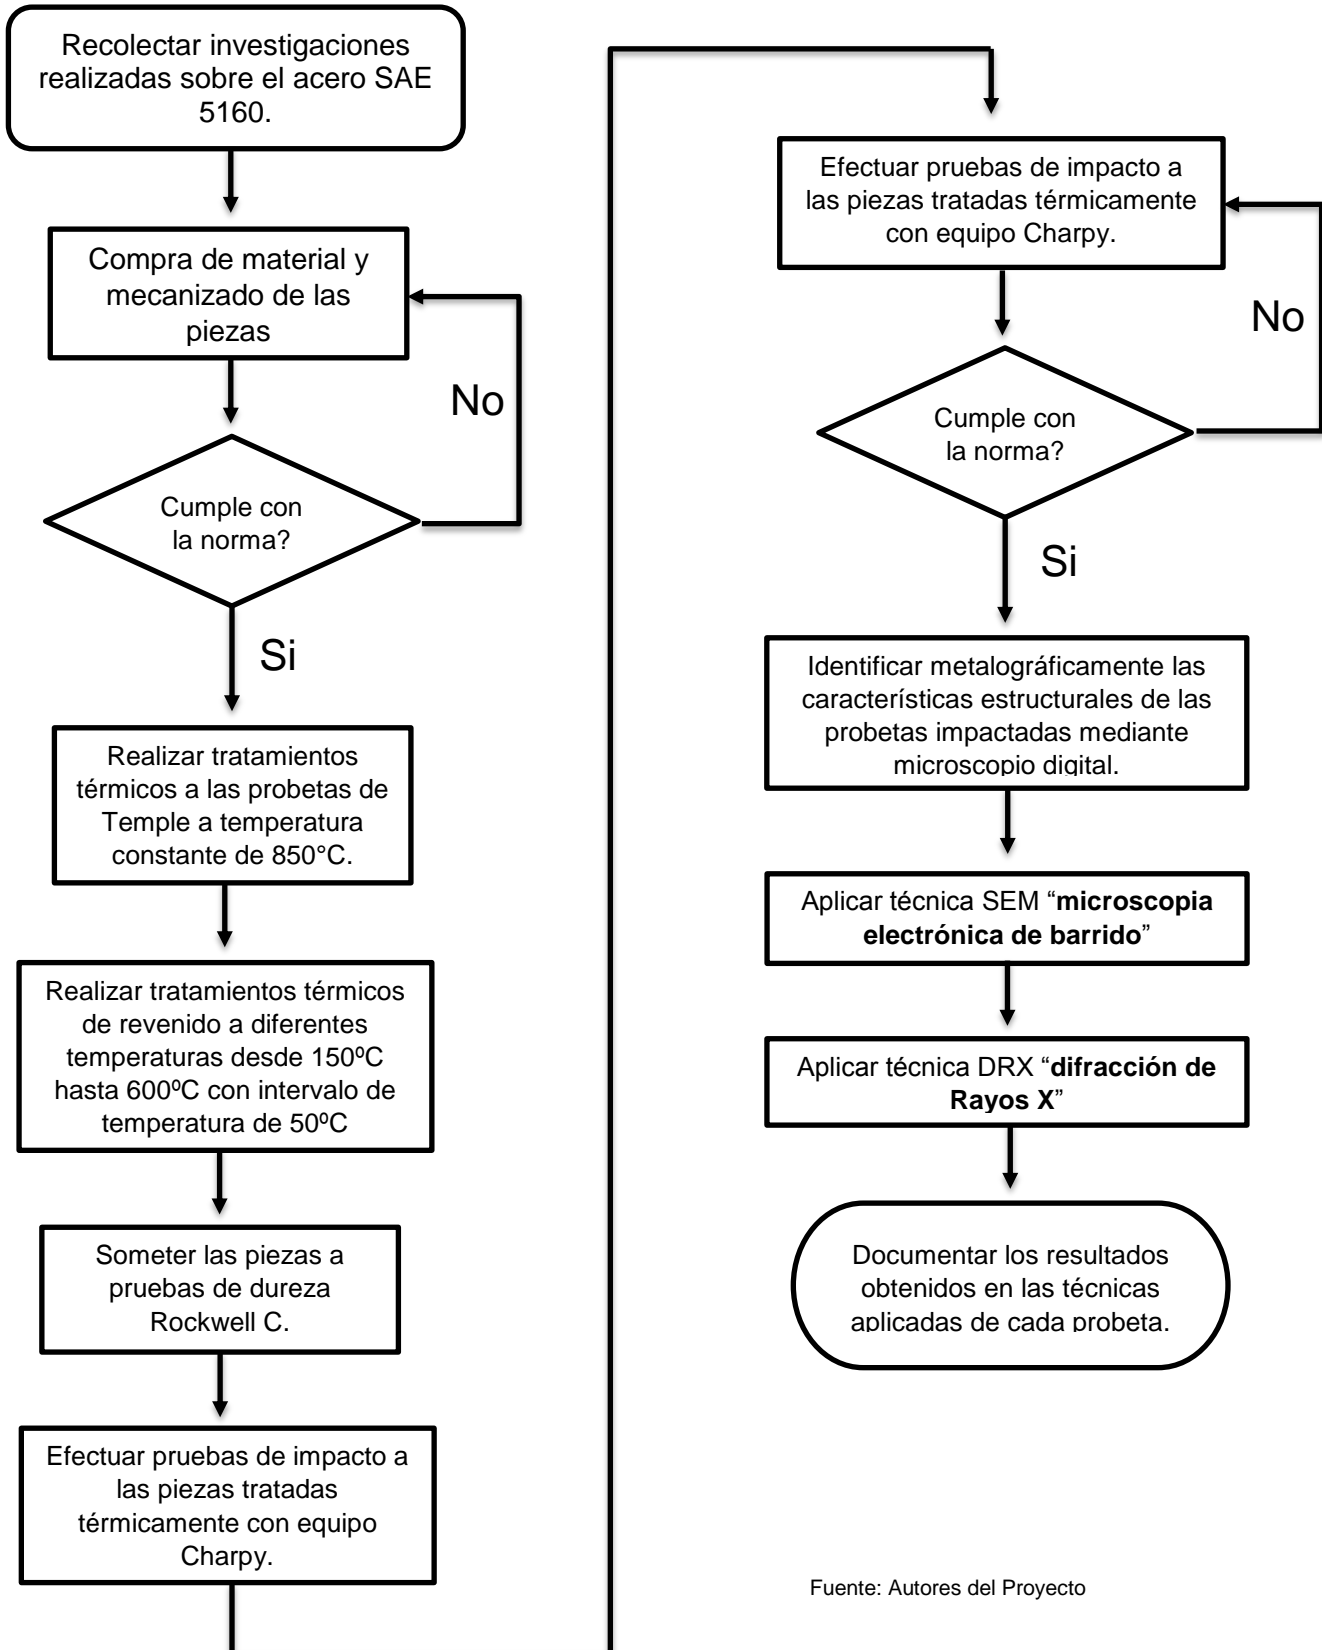 Recolectar investigaciones
realizadas sobre el acero SAE
5160.
Compra de material y
mecanizado de las
piezas
No
Cumple con
la norma?
Si
Realizar tratamientos
térmicos a las probetas de
Temple a temperatura
constante de 850°C.
Realizar tratamientos térmicos
de revenido a diferentes
temperaturas desde 150ºC
hasta 600ºC con intervalo de
temperatura de 50ºC
Someter las piezas a
pruebas de dureza
Rockwell C.
Efectuar pruebas de impacto a
las piezas tratadas
térmicamente con equipo
Charpy.
Efectuar pruebas de impacto a
las piezas tratadas térmicamente
con equipo Charpy.
No
Cumple con
la norma?
Si
Identificar metalográficamente las
características estructurales de las
probetas impactadas mediante
microscopio digital.
Aplicar técnica SEM “microscopia
electrónica de barrido”
Aplicar técnica DRX “difracción de
Rayos X”
Documentar los resultados
obtenidos en las técnicas
aplicadas de cada probeta.
Fuente: Autores del Proyecto